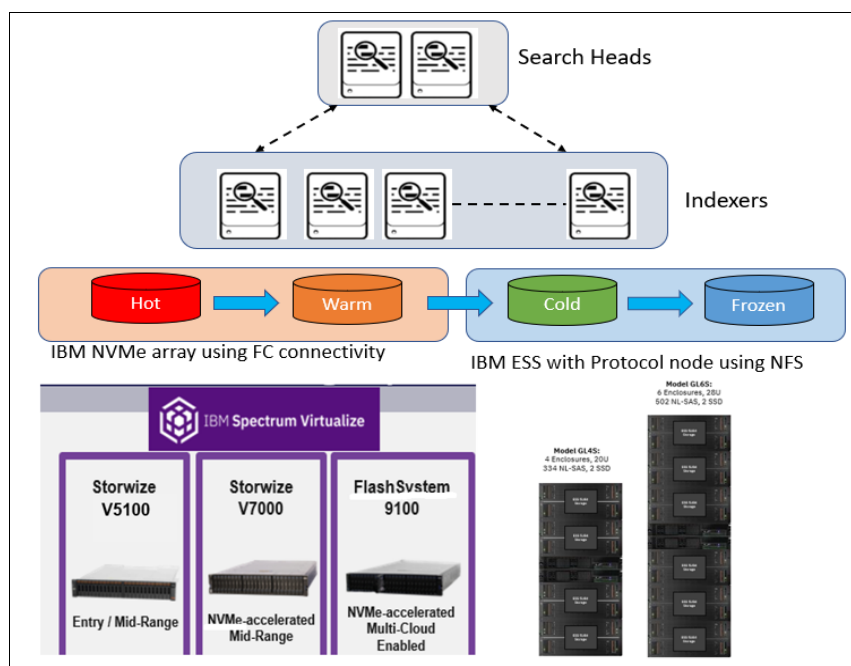 Search Heads
Indexers
Hot
Warm
Cold
Frozen
IBM NVMe array using FC connectivity
IBM ESS with Protocol node using NFS
IBM Spectrum Virtualize
Storwize
V5100
Entry / Mid-Range
Storwize
V7000
NVMe-accelerated
Mid-Range
FlashSystem
9100
NVMe-accelerated
Multi-Cloud
Enabled
Model GL4S:
4 Enclosures, 20U
334 NL-SAS, 2 SSD
Model GL6S:
6 Enclosures, 28U
502 NL-SAS, 2 SSD